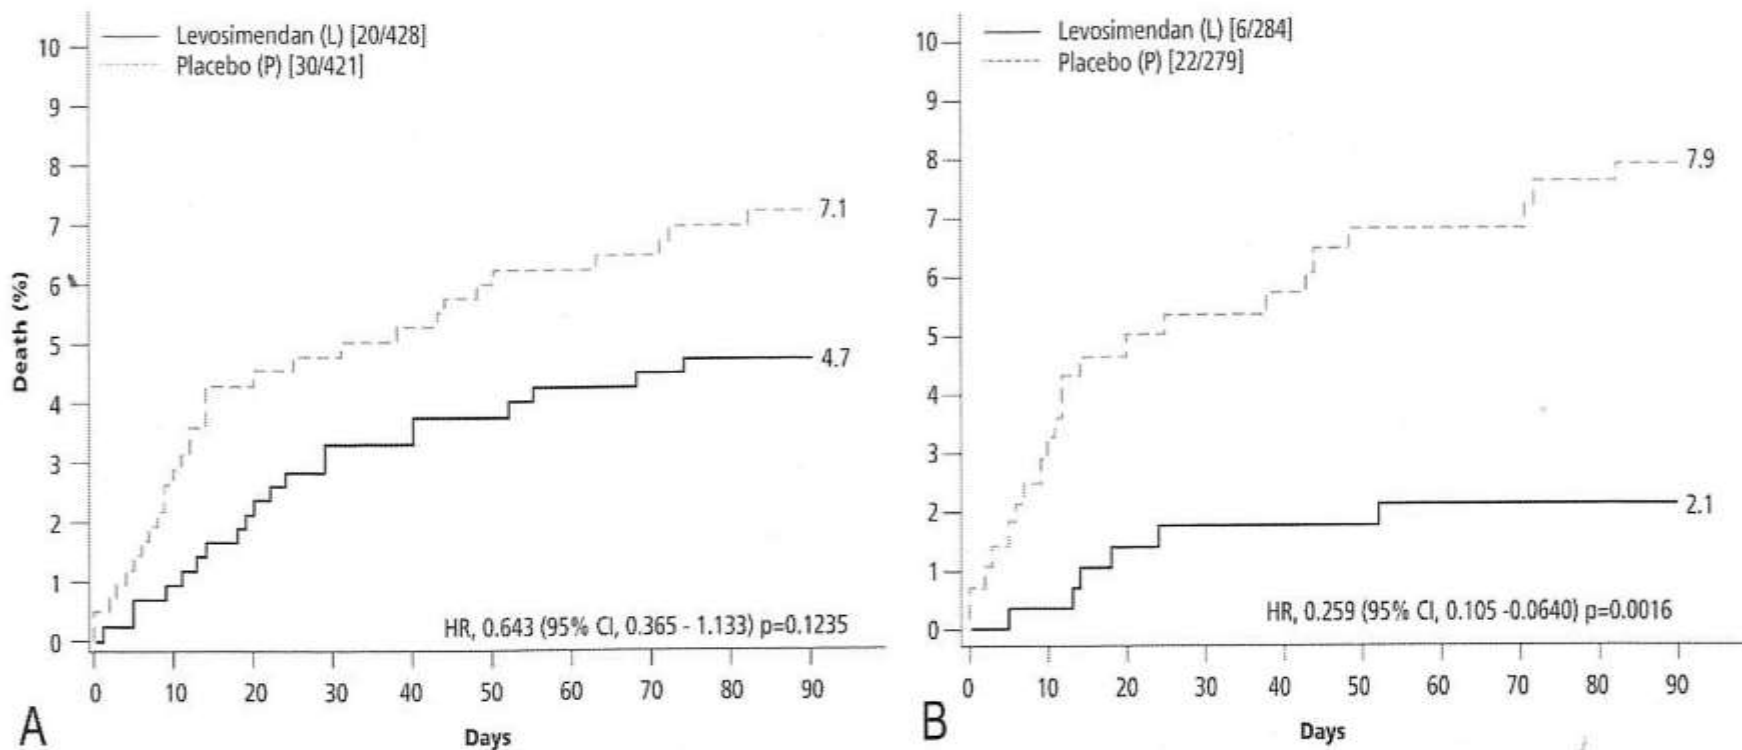 Levosimendan (L) [20/428]
Placebo (P) [30/421]
10
9
8
7
6
5
4
3
2
1
0
Death (%)
7.1
4.7
HR, 0.643 (95% CI, 0.365 - 1.133) p=0.1235
0 10 20 30 40 50 60 70 80 90
Days
A
Levosimendan (L) [6/284]
Placebo (P) [22/279]
10
9
8
7
6
5
4
3
2
1
0
7.9
2.1
HR, 0.259 (95% CI, 0.105 -0.0640) p=0.0016
0 10 20 30 40 50 60 70 80 90
Days
B